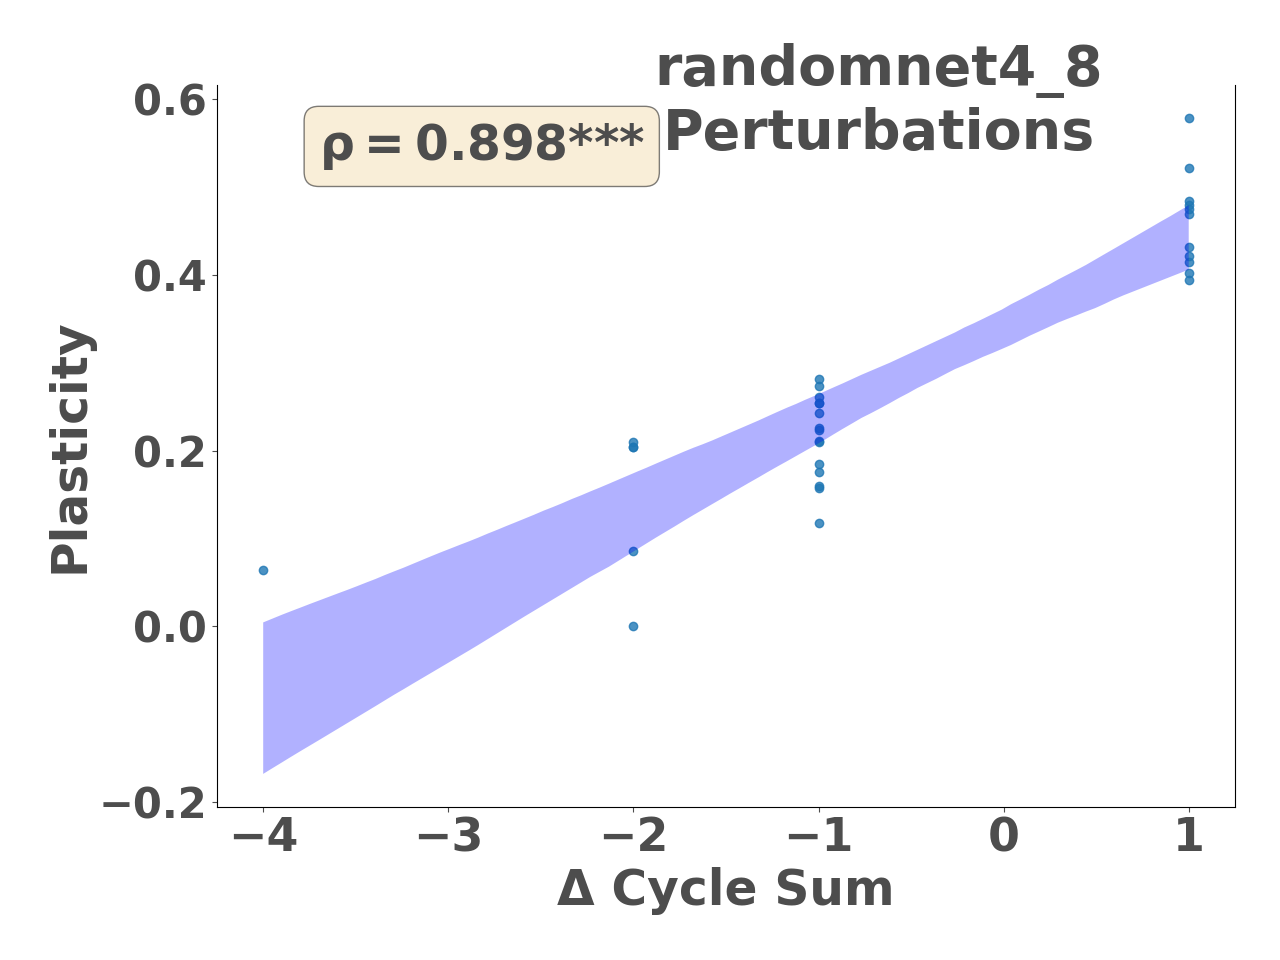 randomnet4_8
Perturbations
ρ = 0.898***
0.6
0.4
0.2
0.0
−0.2
Plasticity
−4 −3 −2 −1 0 1
Δ Cycle Sum